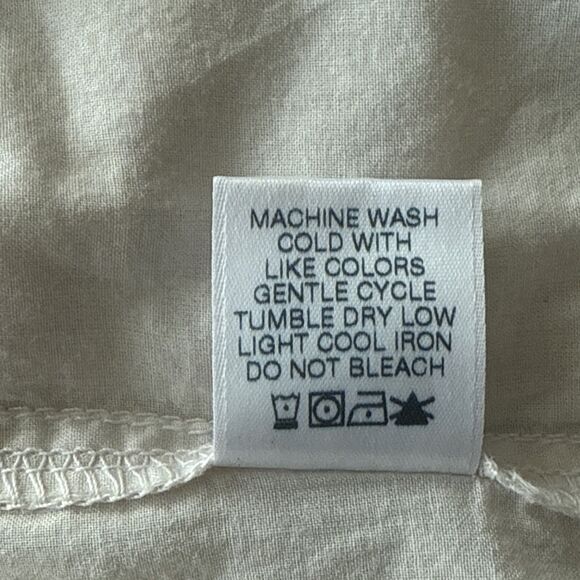 MACHINE WASH
COLD WITH
LIKE COLORS
GENTLE CYCLE
TUMBLE DRY LOW
LIGHT COOL IRON
DO NOT BLEACH